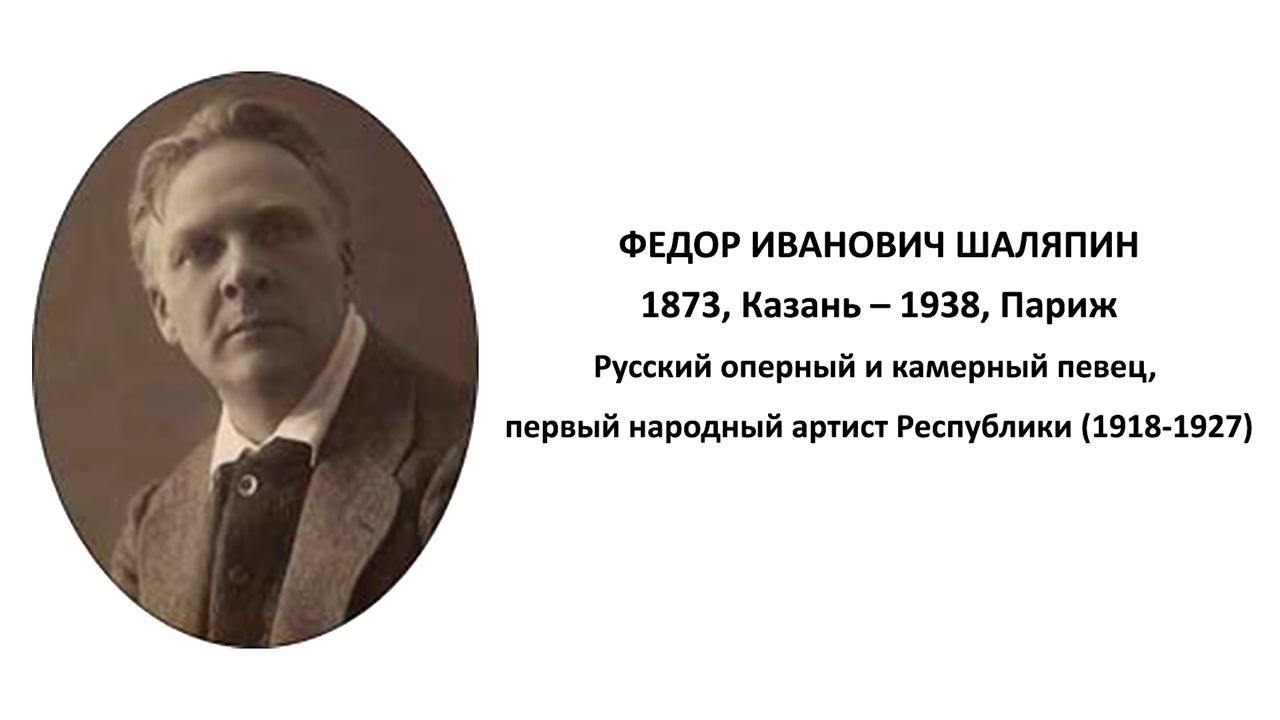 ФЕДОР ИВАНОВИЧ ШАЛЯПИН
1873, Казань – 1938, Париж
Русский оперный и камерный певец,
первый народный артист Республики (1918-1927)